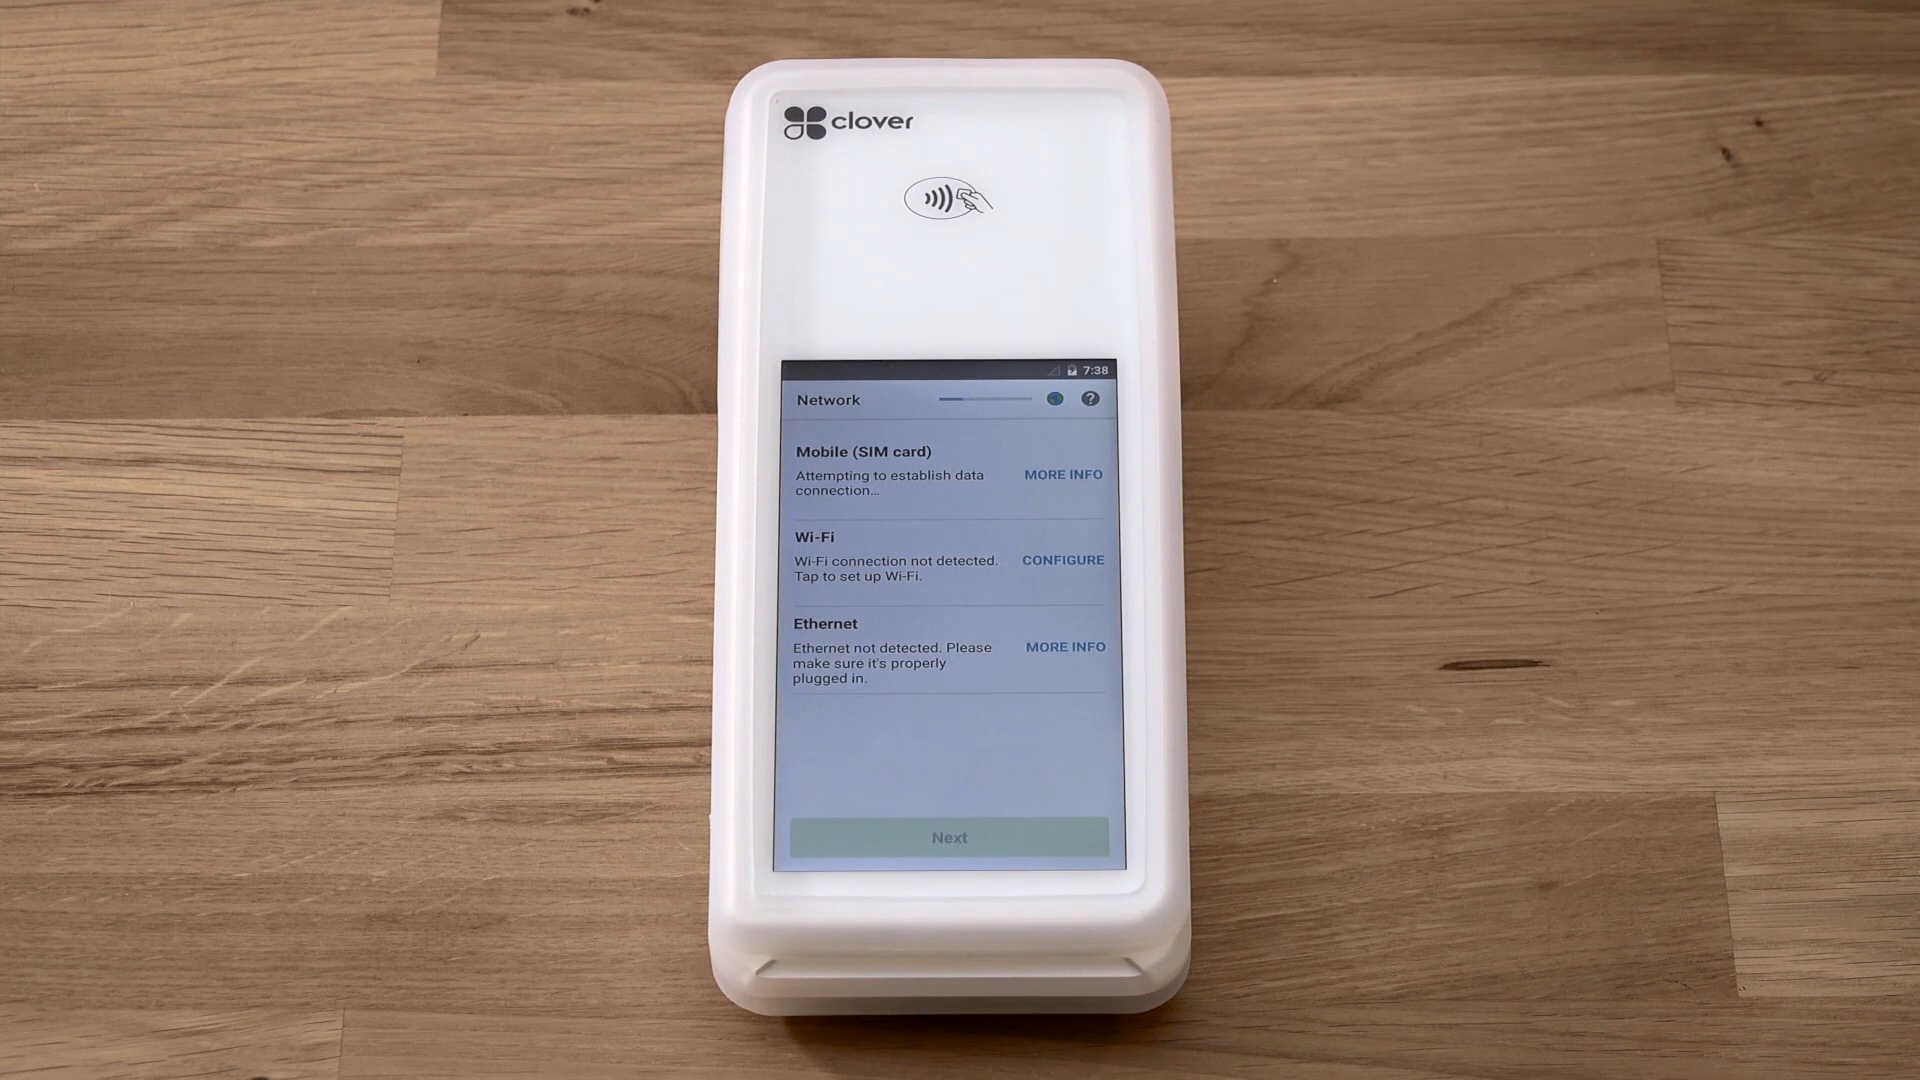 clover
7:38
Network
?
Mobile (SIM card)
Attempting to establish data
connection...
MORE INFO
Wi-Fi
Wi-Fi connection not detected.
Tap to set up Wi-Fi.
CONFIGURE
Ethernet
Ethernet not detected. Please
make sure it's properly
plugged in.
MORE INFO
Next